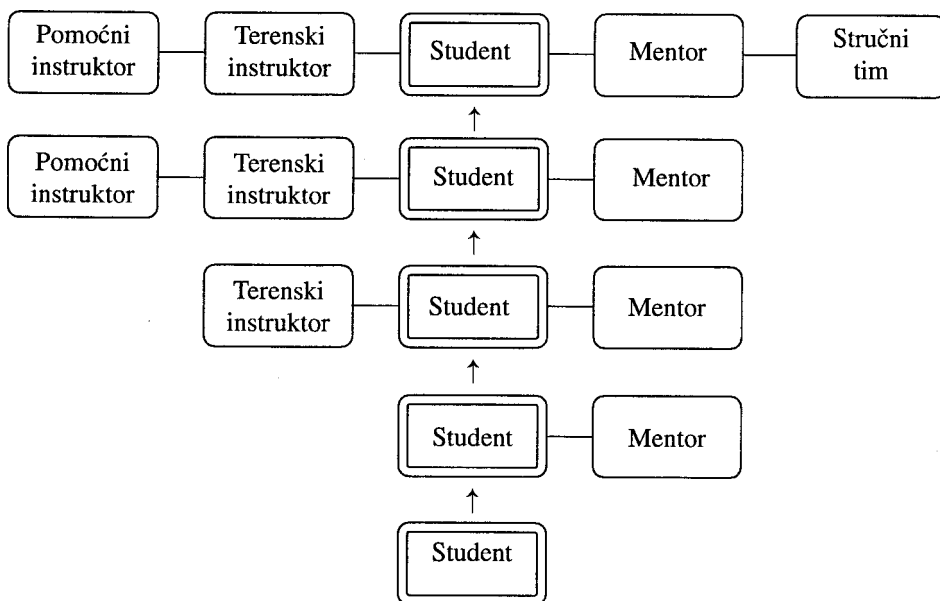 Pomoćni
instruktor
Terenski
instruktor
Student
Mentor
Stručni
tim
Pomoćni
instruktor
Terenski
instruktor
Student
Mentor
Terenski
instruktor
Student
Mentor
Student
Mentor
Student